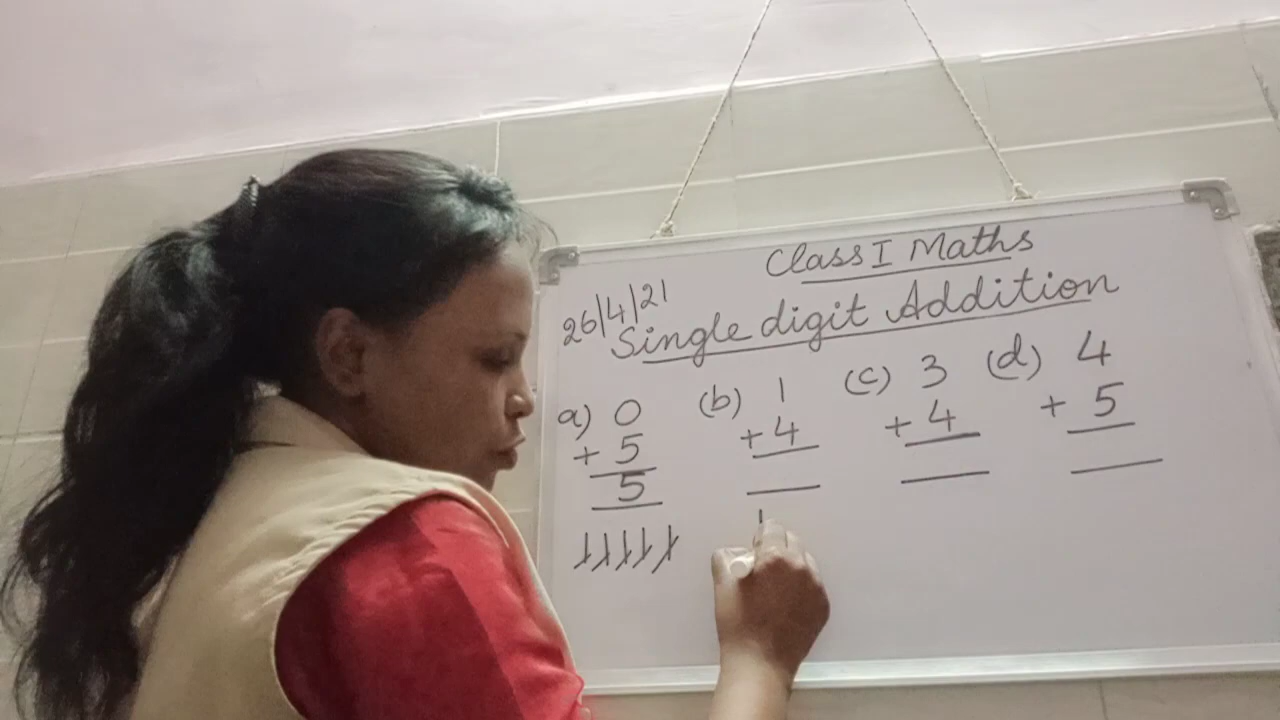 Class I Maths
26/4/21
Single digit Addition
a) 0 (b) 1 (c) 3 (d) 4
+ 5 + 4 + 4 + 5
5